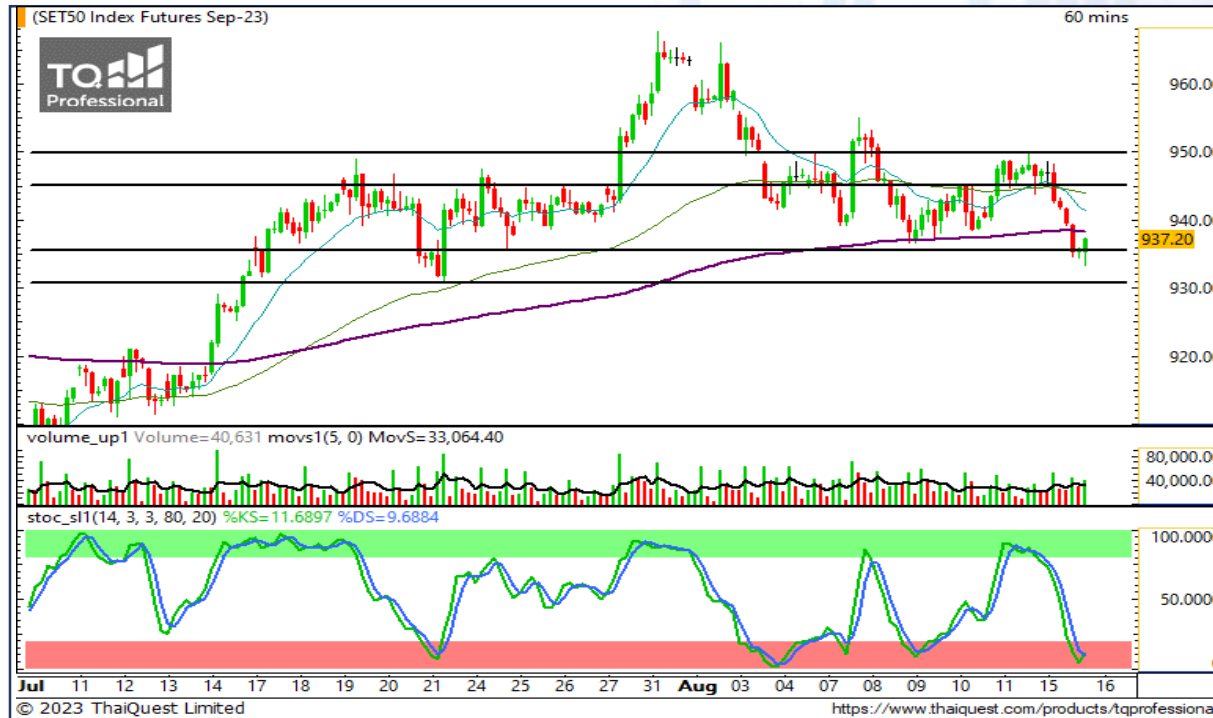 (SET50 Index Futures Sep-23) 60 mins
TQ
Professional
960.00
950.00
940.00
937.20
930.00
920.00
volume_up1 Volume=40,631 movs1(5, 0) MovS=33,064.40
80,0000.00
40,0000.00
stoc_sl1(14, 3, 3, 80, 20) %KS=11.6897 %DS=9.6884
100.0000
50.0000
Jul 11 12 13 14 17 18 19 20 21 24 25 26 27 31 Aug 03 04 07 08 09 10 11 15 16
© 2023 ThaiQuest Limited https://www.thaiquest.com/products/tqprofessional